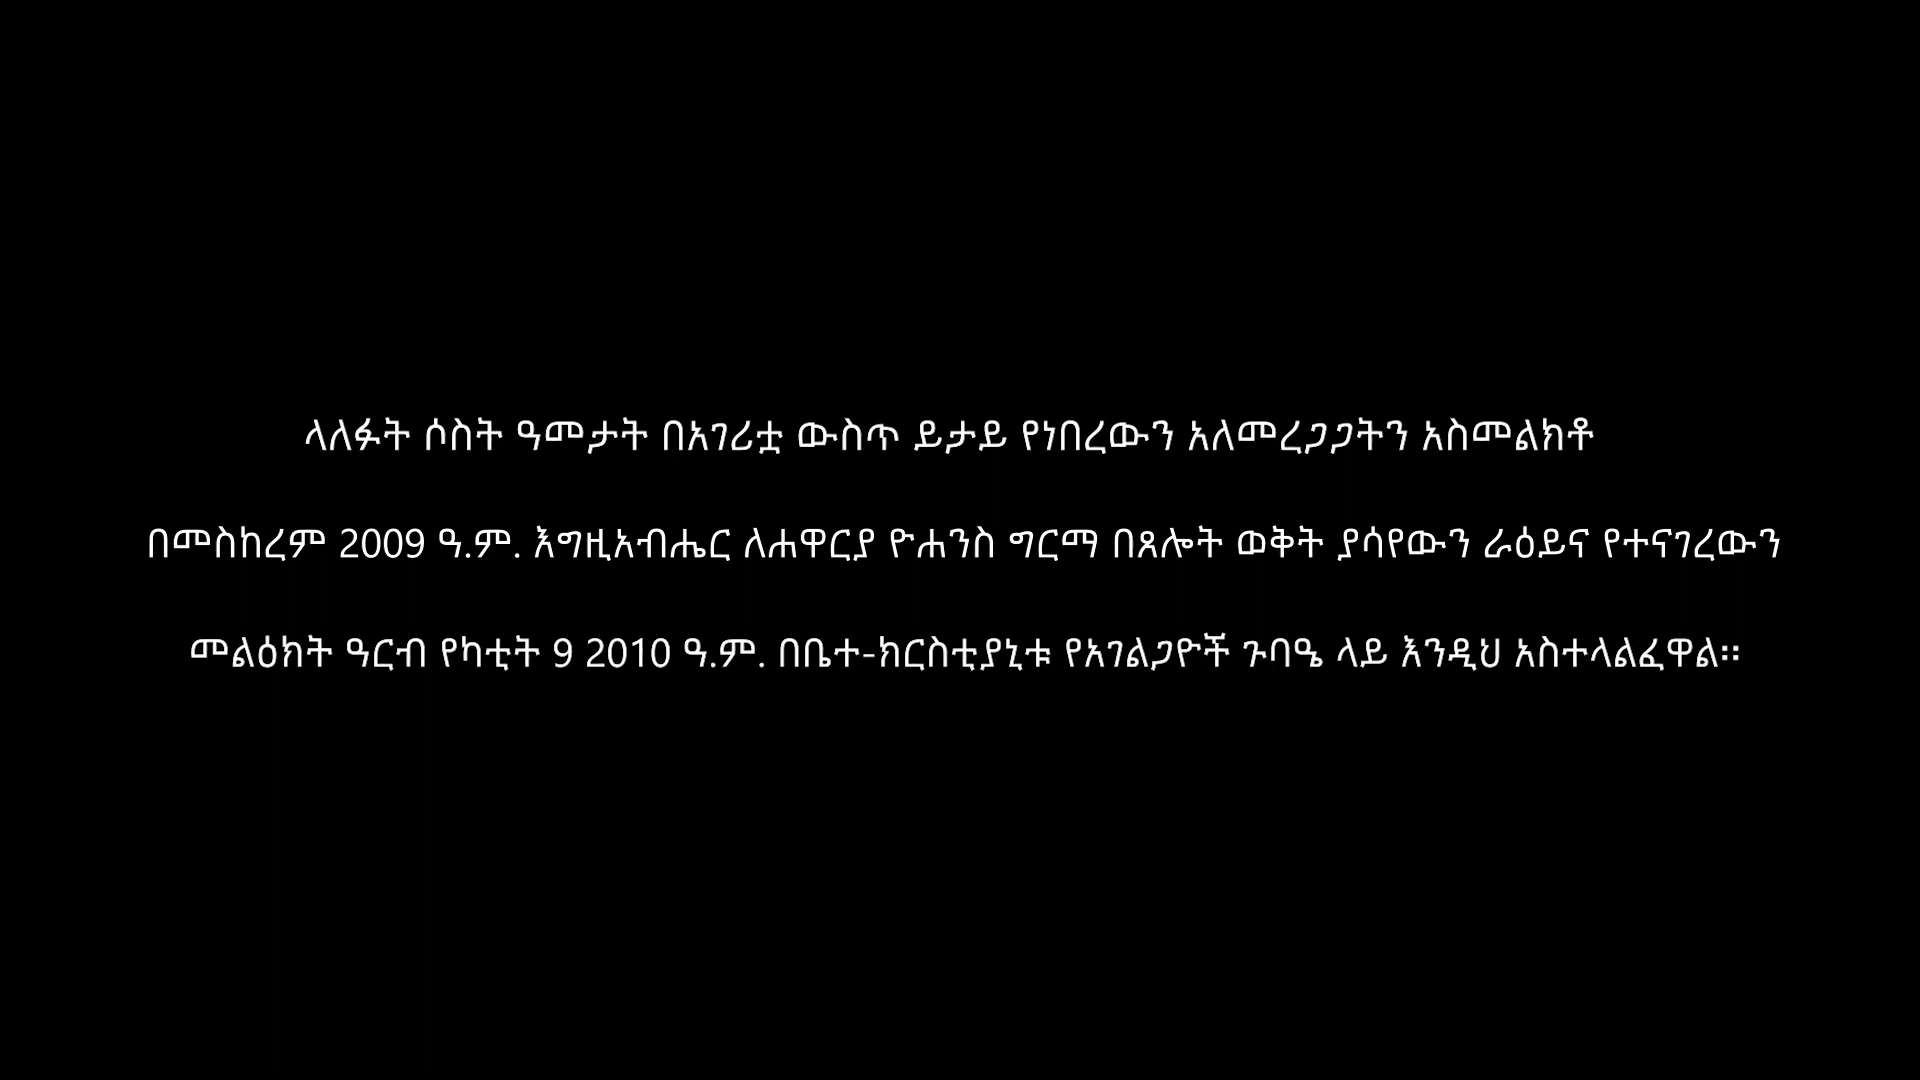 ላለፉት ሶስት ዓመታት በአገሪቷ ውስጥ ይታይ የነበረውን አለመረጋጋትን አስመልክቶ
በመስከረም 2009 ዓ.ም. እግዚአብሔር ለሐዋርያ ዮሐንስ ግርማ በጸሎት ወቅት ያሳየውን ራዕይና የተናገረውን
መልዕክት ዓርብ የካቲት 9 2010 ዓ.ም. በቤተ-ክርስቲያኒቱ የአገልጋዮች ጉባዔ ላይ እንዲህ አስተላልፈዋል።